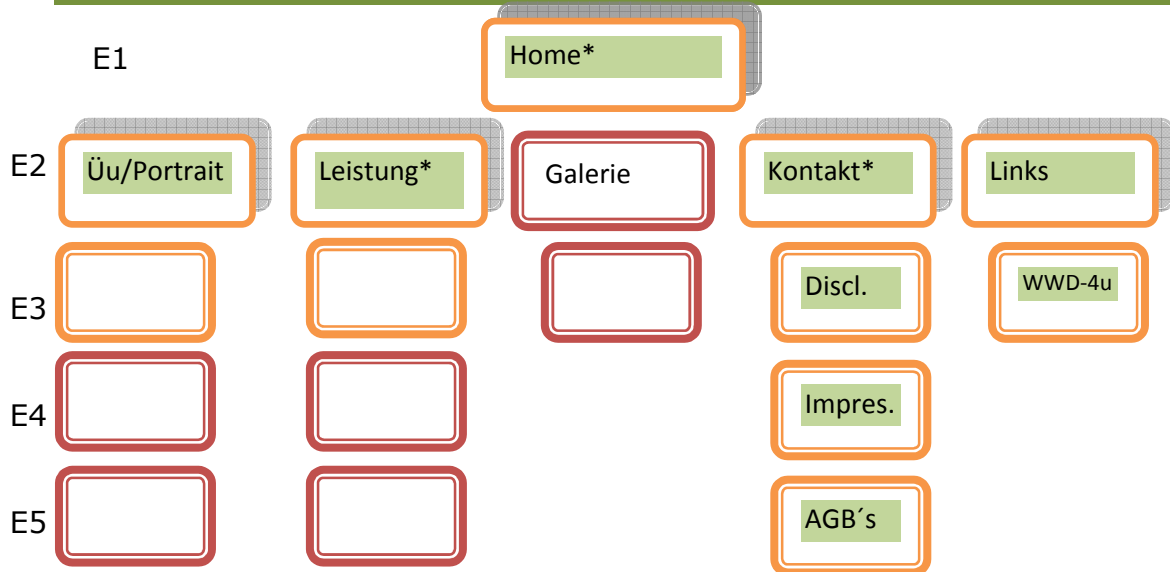 E1
Home*
E2
Üu/Portrait
Leistung*
Galerie
Kontakt*
Links
E3
Discl.
WWD-4u
E4
Impres.
E5
AGB´s